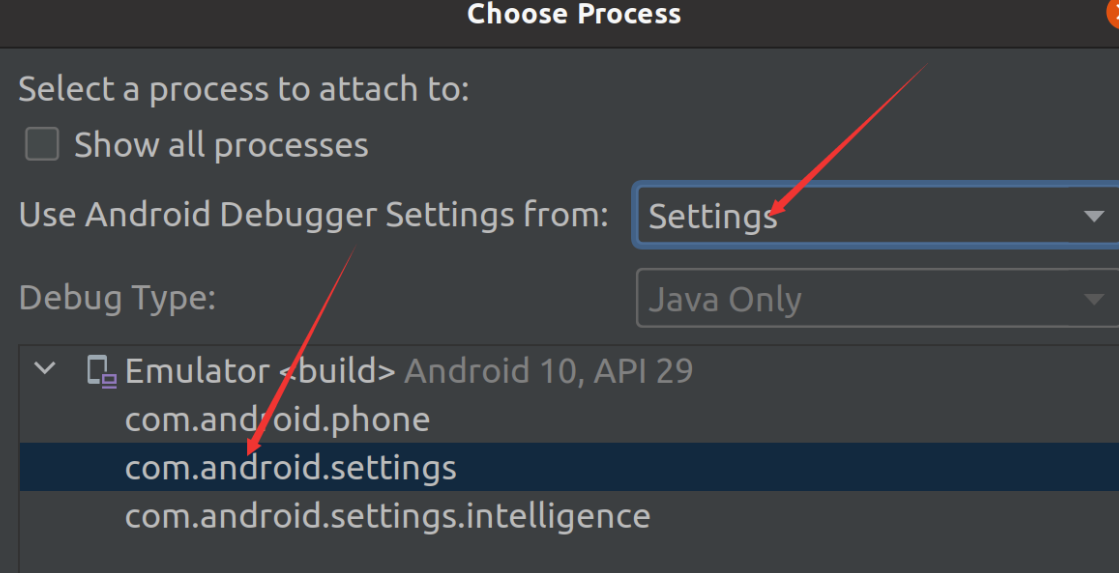 Choose Process
Select a process to attach to:
Show all processes
Use Android Debugger Settings from: Settings
Debug Type: Java Only
Emulator <build> Android 10, API 29
com.android.phone
com.android.settings
com.android.settings.intelligence